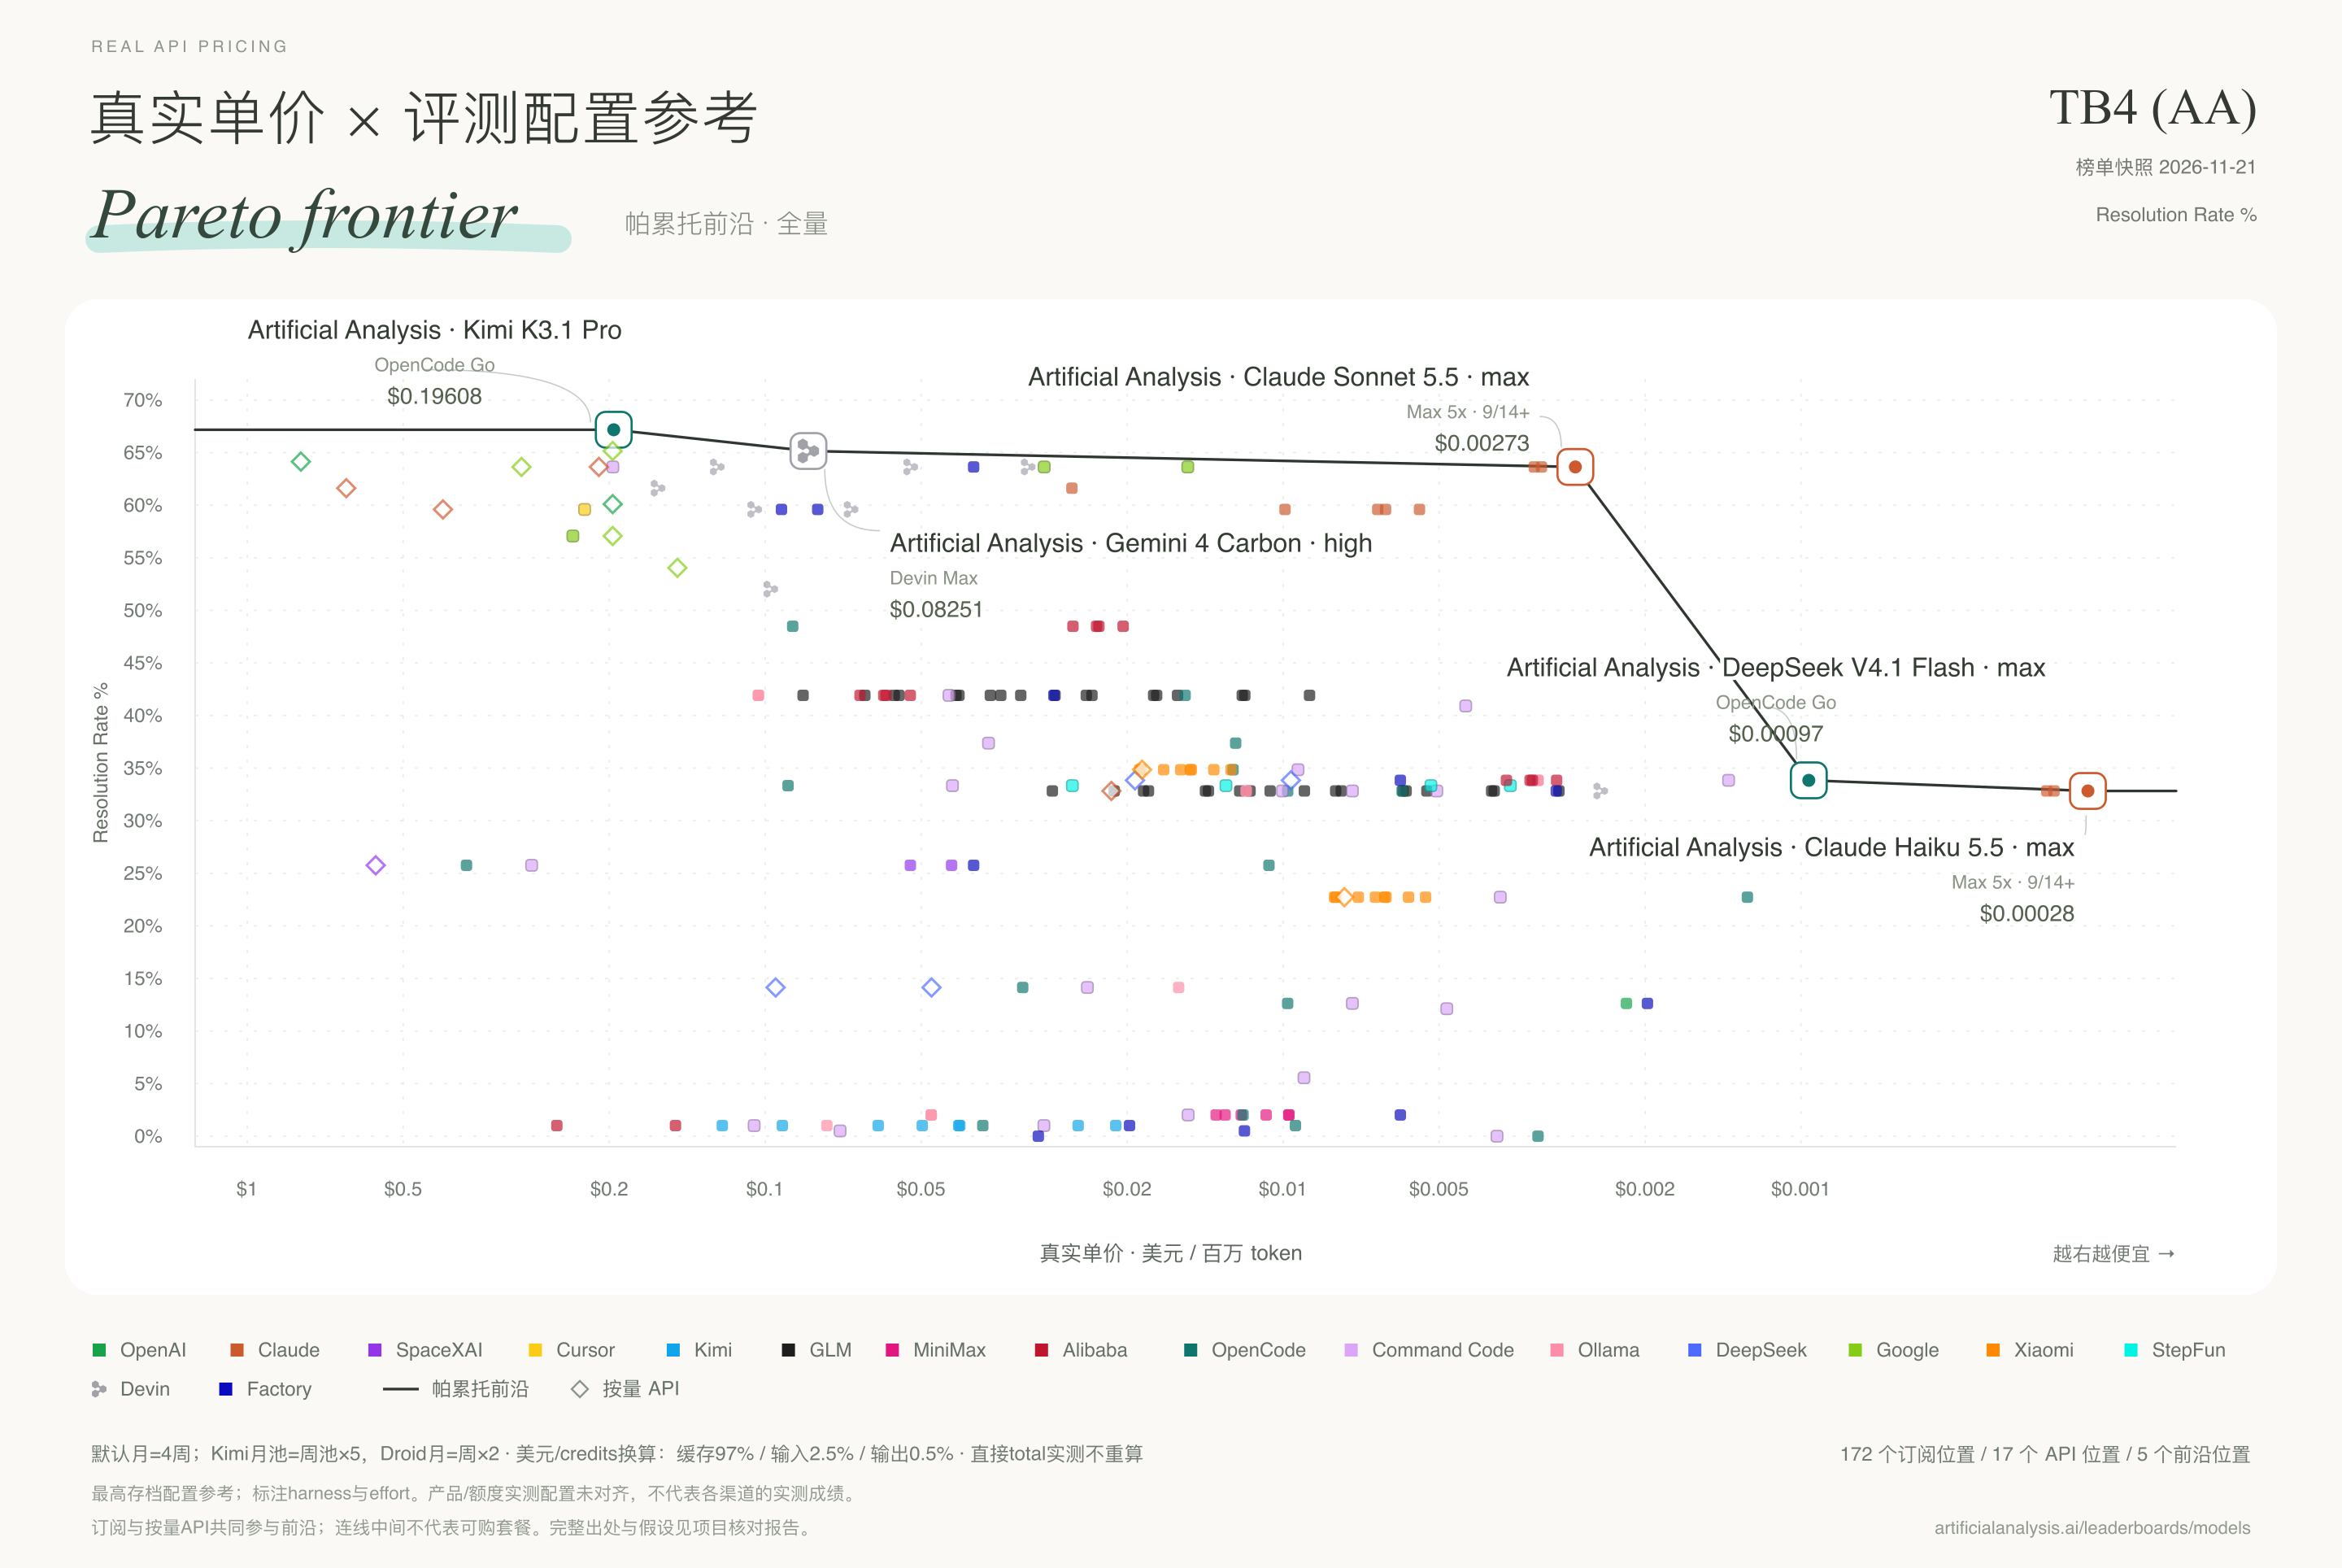 REAL API PRICING
真实单价 × 评测配置参考
TB4 (AA)
榜单快照 2026-11-21
Pareto frontier
帕累托前沿 · 全量
Resolution Rate %
Artificial Analysis · Kimi K3.1 Pro
OpenCode Go
$0.19608
Artificial Analysis · Claude Sonnet 5.5 · max
Max 5x · 9/14+
$0.00273
Artificial Analysis · Gemini 4 Carbon · high
Devin Max
$0.08251
Artificial Analysis · DeepSeek V4.1 Flash · max
OpenCode Go
$0.00097
Artificial Analysis · Claude Haiku 5.5 · max
Max 5x · 9/14+
$0.00028
Resolution Rate %
70%
65%
60%
55%
50%
45%
40%
35%
30%
25%
20%
15%
10%
5%
0%
$1 $0.5 $0.2 $0.1 $0.05 $0.02 $0.01 $0.005 $0.002 $0.001
真实单价 · 美元 / 百万 token
越右越便宜 →
OpenAI Claude SpaceXAI Cursor Kimi GLM MiniMax Alibaba OpenCode Command Code Ollama DeepSeek Google Xiaomi StepFun
Devin Factory 帕累托前沿 按量 API
默认月=4周；Kimi月池=周池×5，Droid月=周×2 · 美元/credits换算：缓存97% / 输入2.5% / 输出0.5% · 直接total实测不重算
172 个订阅位置 / 17 个 API 位置 / 5 个前沿位置
最高存档配置参考；标注harness与effort。产品/额度实测配置未对齐，不代表各渠道的实测成绩。
订阅与按量API共同参与前沿；连线中间不代表可购套餐。完整出处与假设见项目核对报告。
artificialanalysis.ai/leaderboards/models